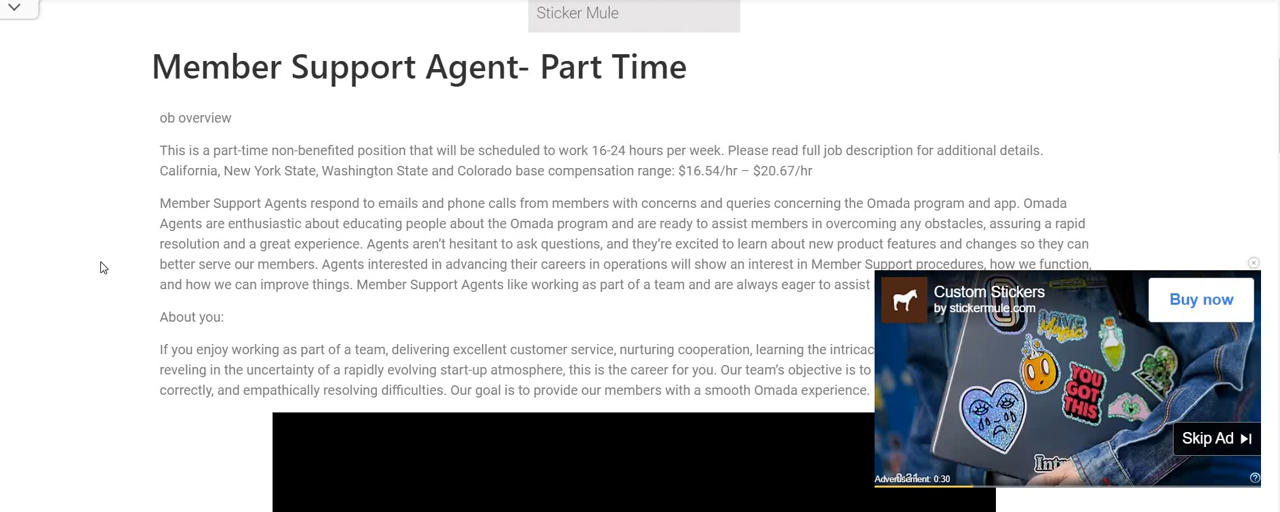 Sticker Mule
Member Support Agent- Part Time
ob overview
This is a part-time non-benefited position that will be scheduled to work 16-24 hours per week. Please read full job description for additional details.
California, New York State, Washington State and Colorado base compensation range: $16.54/hr – $20.67/hr
Member Support Agents respond to emails and phone calls from members with concerns and queries concerning the Omada program and app. Omada
Agents are enthusiastic about educating people about the Omada program and are ready to assist members in overcoming any obstacles, assuring a rapid
resolution and a great experience. Agents aren’t hesitant to ask questions, and they’re excited to learn about new product features and changes so they can
better serve our members. Agents interested in advancing their careers in operations will show an interest in Member Support procedures, how we function,
and how we can improve things. Member Support Agents like working as part of a team and are always eager to assist
About you:
If you enjoy working as part of a team, delivering excellent customer service, nurturing cooperation, learning the
reveling in the uncertainty of a rapidly evolving start-up atmosphere, this is the career for you. Our team’s objective is to
correctly, and empathically resolving difficulties. Our goal is to provide our members with a smooth Omada experience.
Custom Stickers
by stickermule.com
Buy now
YOU
GOT
THIS
Skip Ad
Advertisement: 0:30